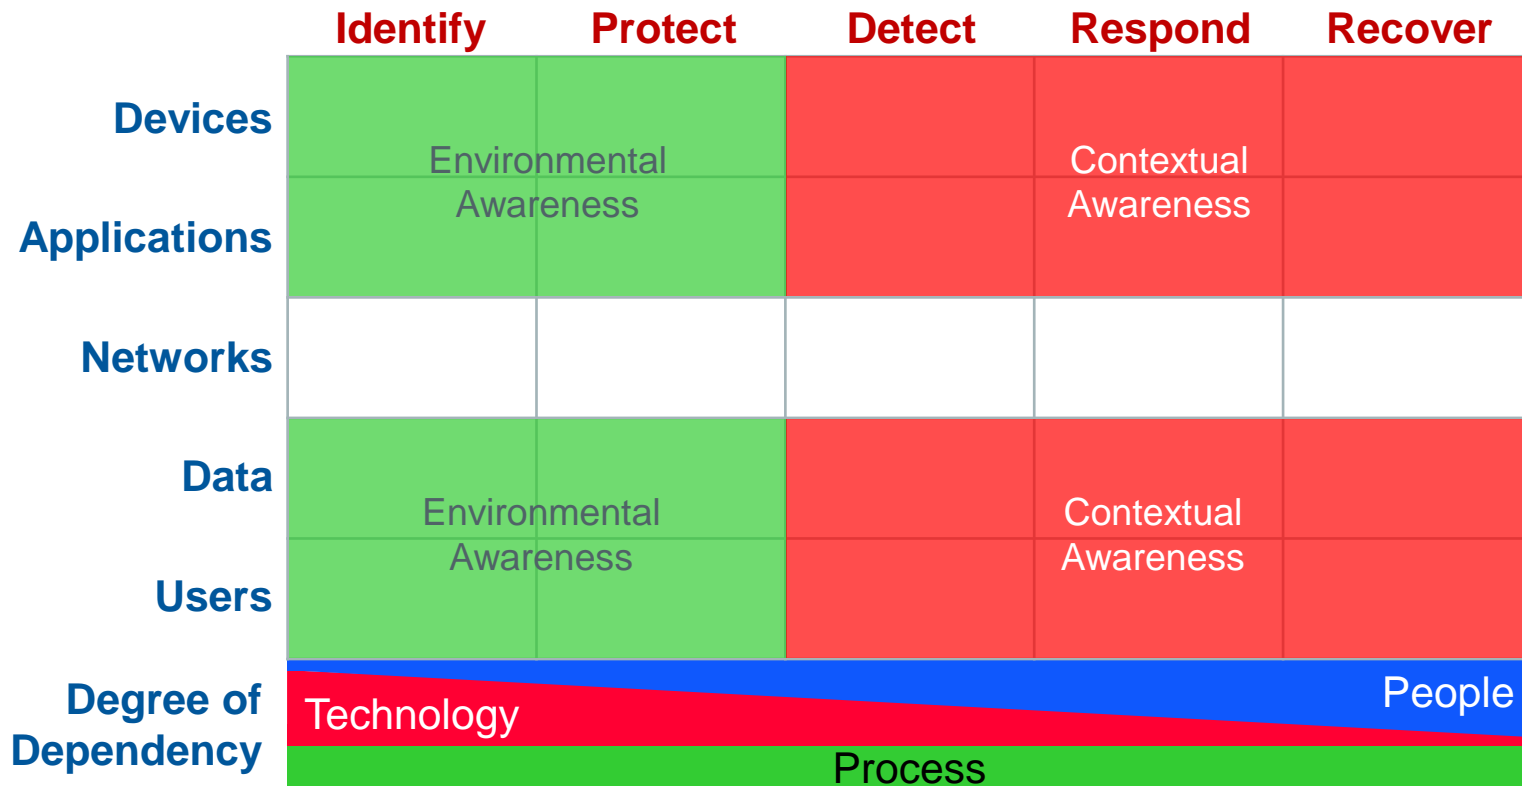 Identify Protect Detect Respond Recover
Devices
Environmental
Awareness
Contextual
Awareness
Applications
Networks
Data
Environmental
Awareness
Contextual
Awareness
Users
Degree of
Dependency
Technology
People
Process